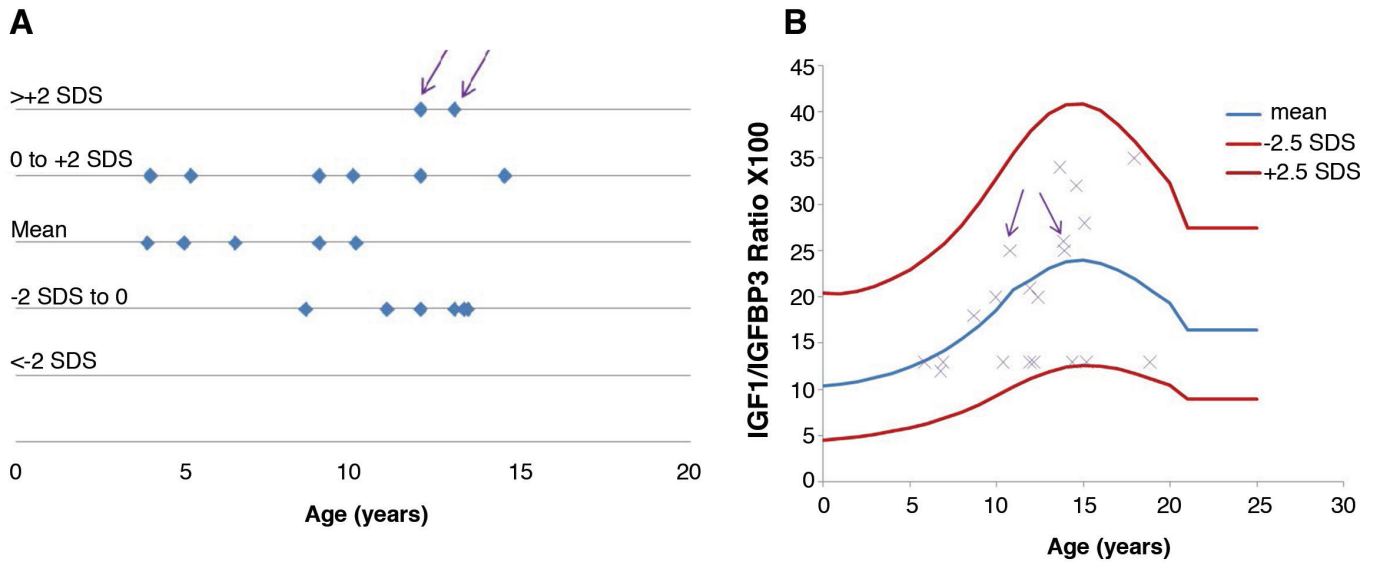 A
>+2 SDS
0 to +2 SDS
Mean
-2 SDS to 0
<-2 SDS
0 5 10 15 20
Age (years)
B
IGF1/IGFBP3 Ratio X100
45
40
35
30
25
20
15
10
5
0
0 5 10 15 20 25 30
Age (years)
mean
-2.5 SDS
+2.5 SDS